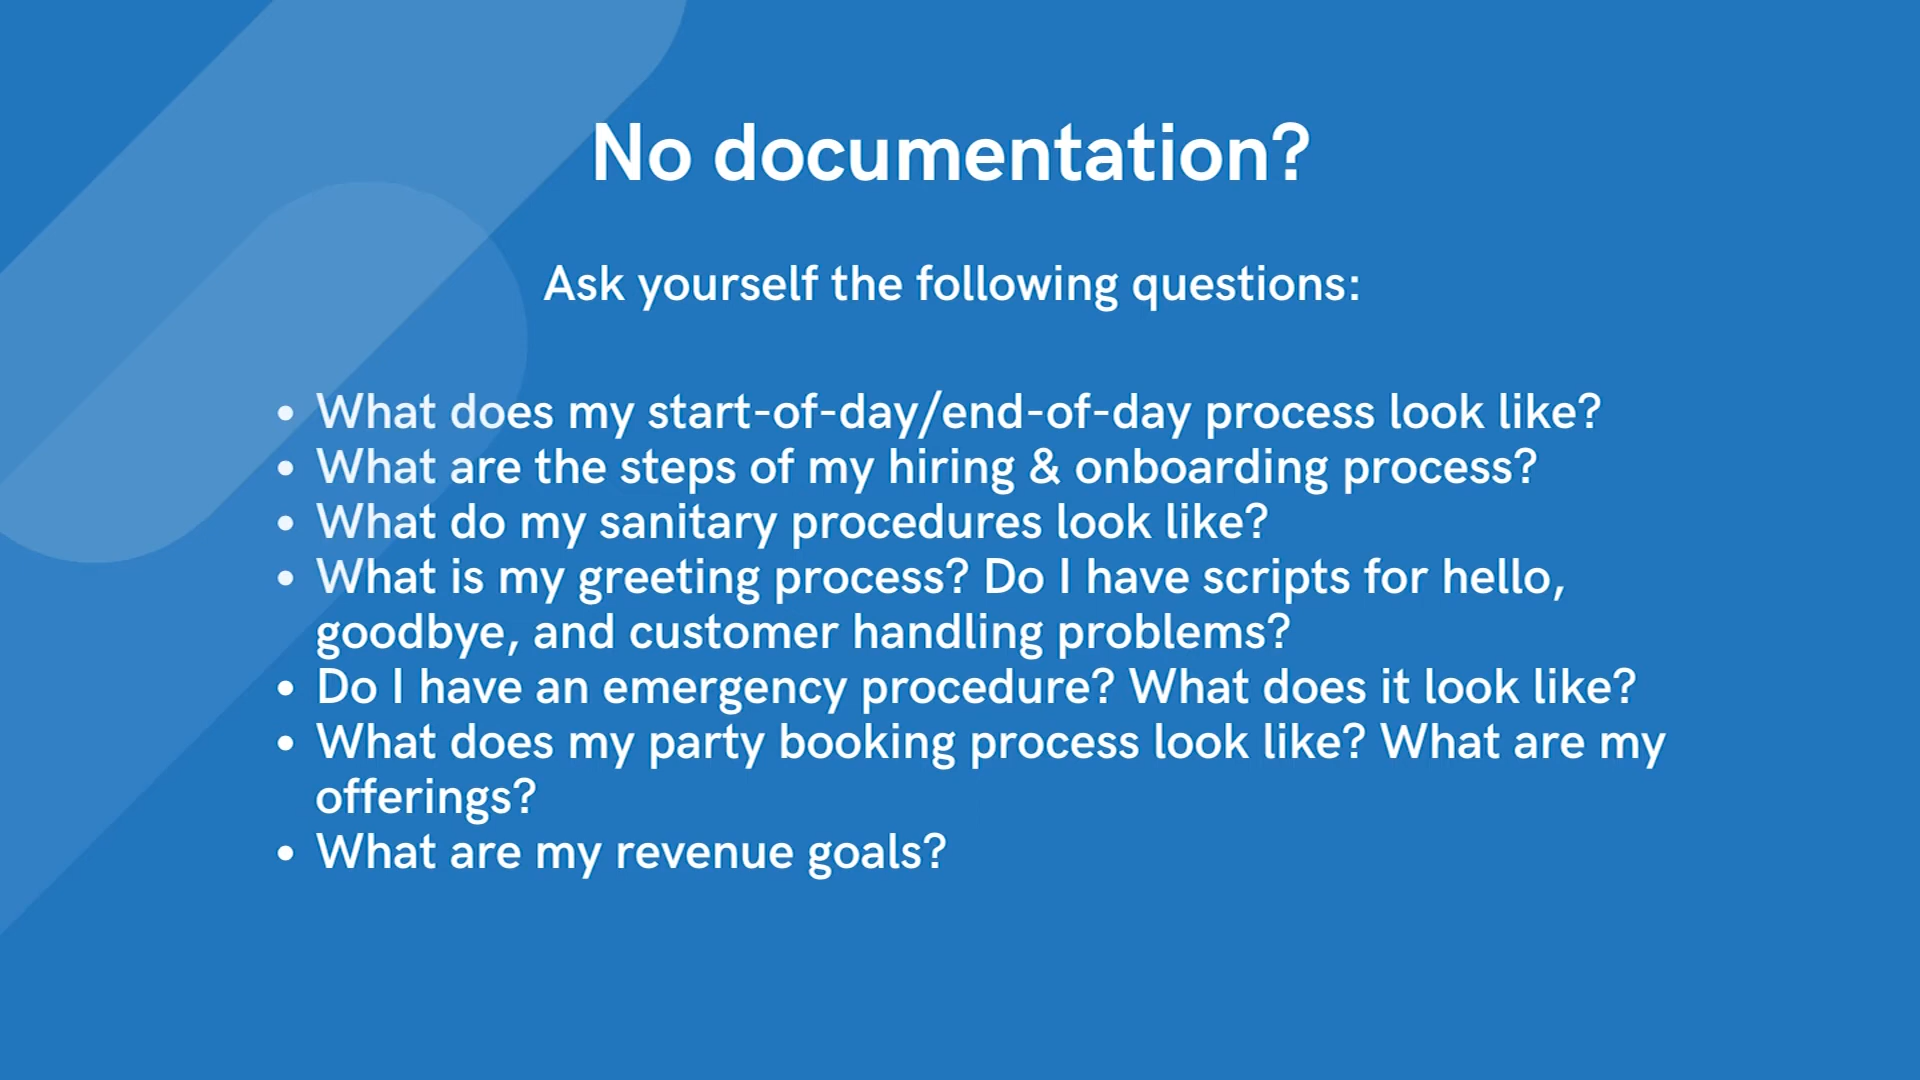 No documentation?
Ask yourself the following questions:
• What does my start-of-day/end-of-day process look like?
• What are the steps of my hiring & onboarding process?
• What do my sanitary procedures look like?
• What is my greeting process? Do I have scripts for hello,
goodbye, and customer handling problems?
• Do I have an emergency procedure? What does it look like?
• What does my party booking process look like? What are my
offerings?
• What are my revenue goals?